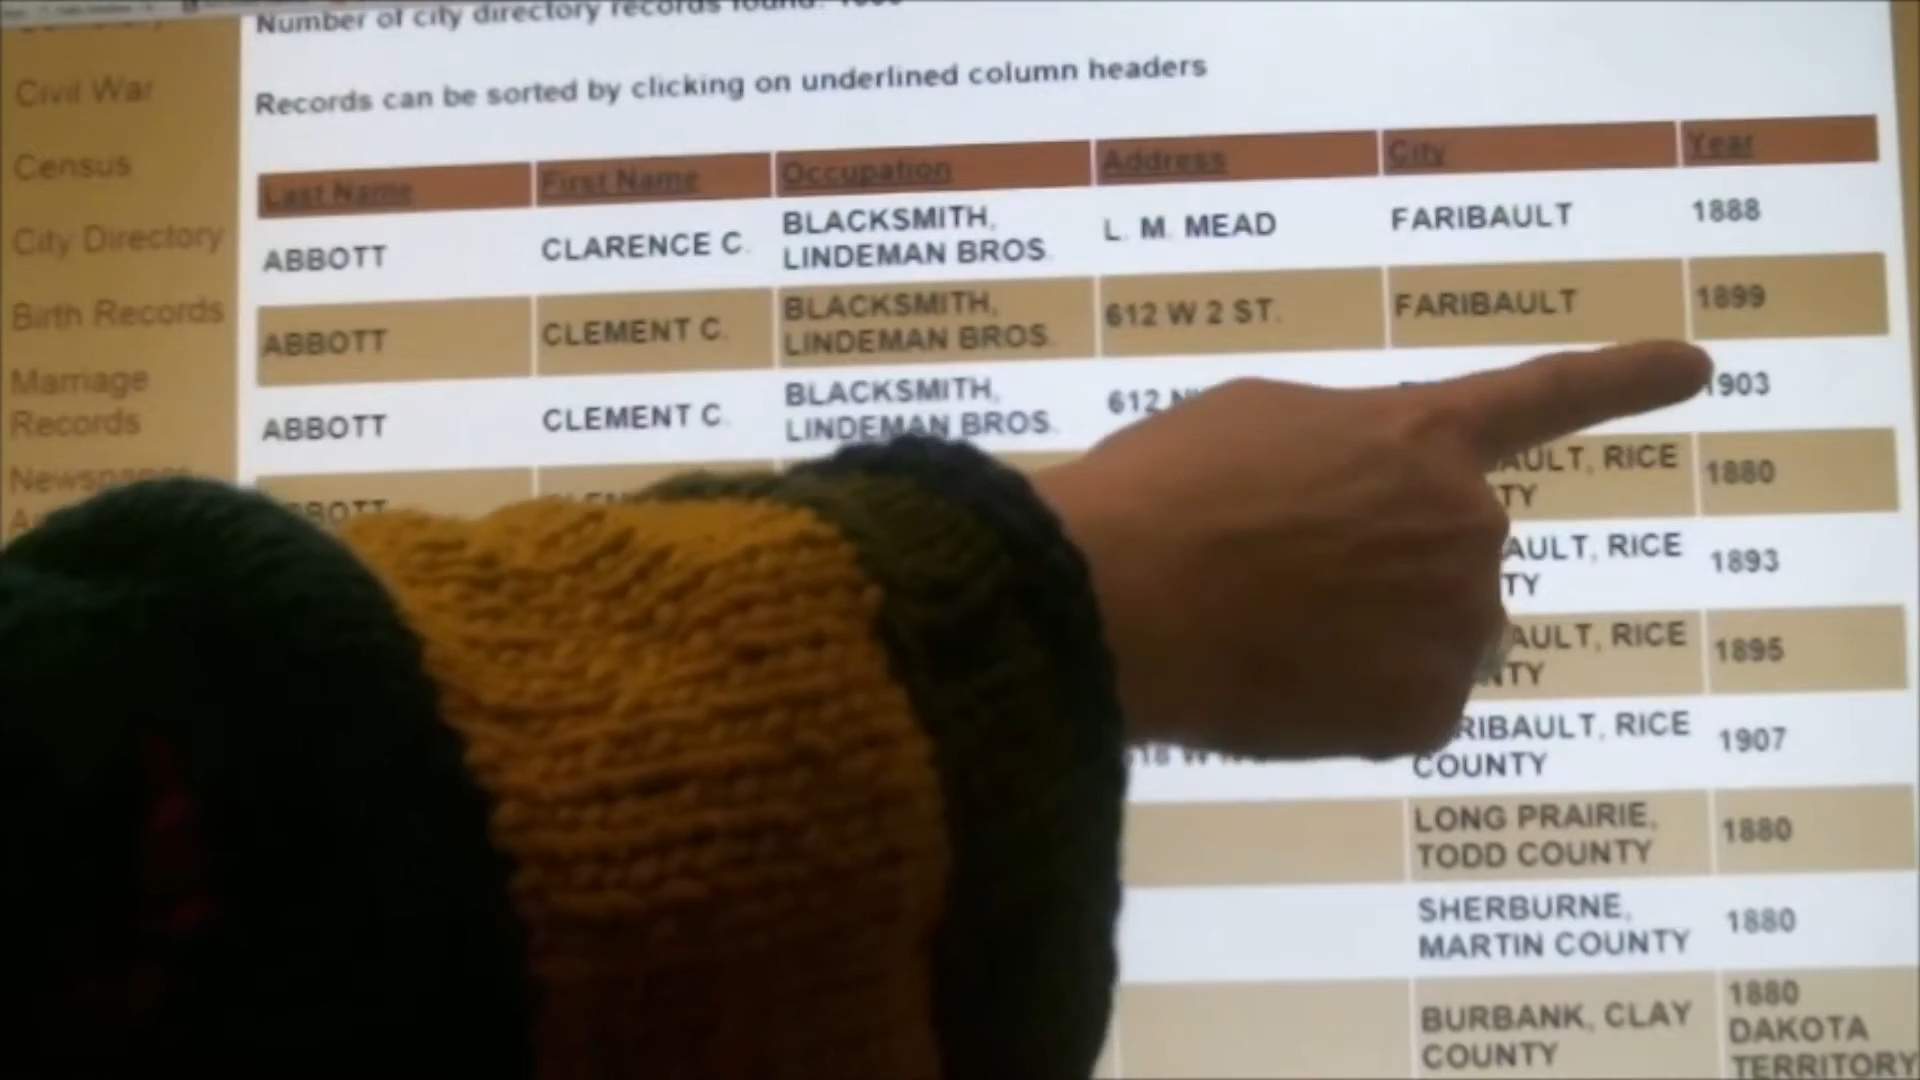 Number of city directory records found:
Records can be sorted by clicking on underlined column headers
Civil War
Census
City Directory
Birth Records
Marriage
Records
Last Name First Name Occupation Address City Year
ABBOTT CLARENCE C. BLACKSMITH, LINDEMAN BROS. L. M. MEAD FARIBAULT 1888
ABBOTT CLEMENT C. BLACKSMITH, LINDEMAN BROS. 612 W 2 ST. FARIBAULT 1899
ABBOTT CLEMENT C. BLACKSMITH, LINDEMAN BROS. 612 1903
RICE 1880
RICE 1893
RICE 1895
RICE COUNTY 1907
LONG PRAIRIE, TODD COUNTY 1880
SHERBURNE, MARTIN COUNTY 1880
BURBANK, CLAY COUNTY 1880 DAKOTA TERRITORY